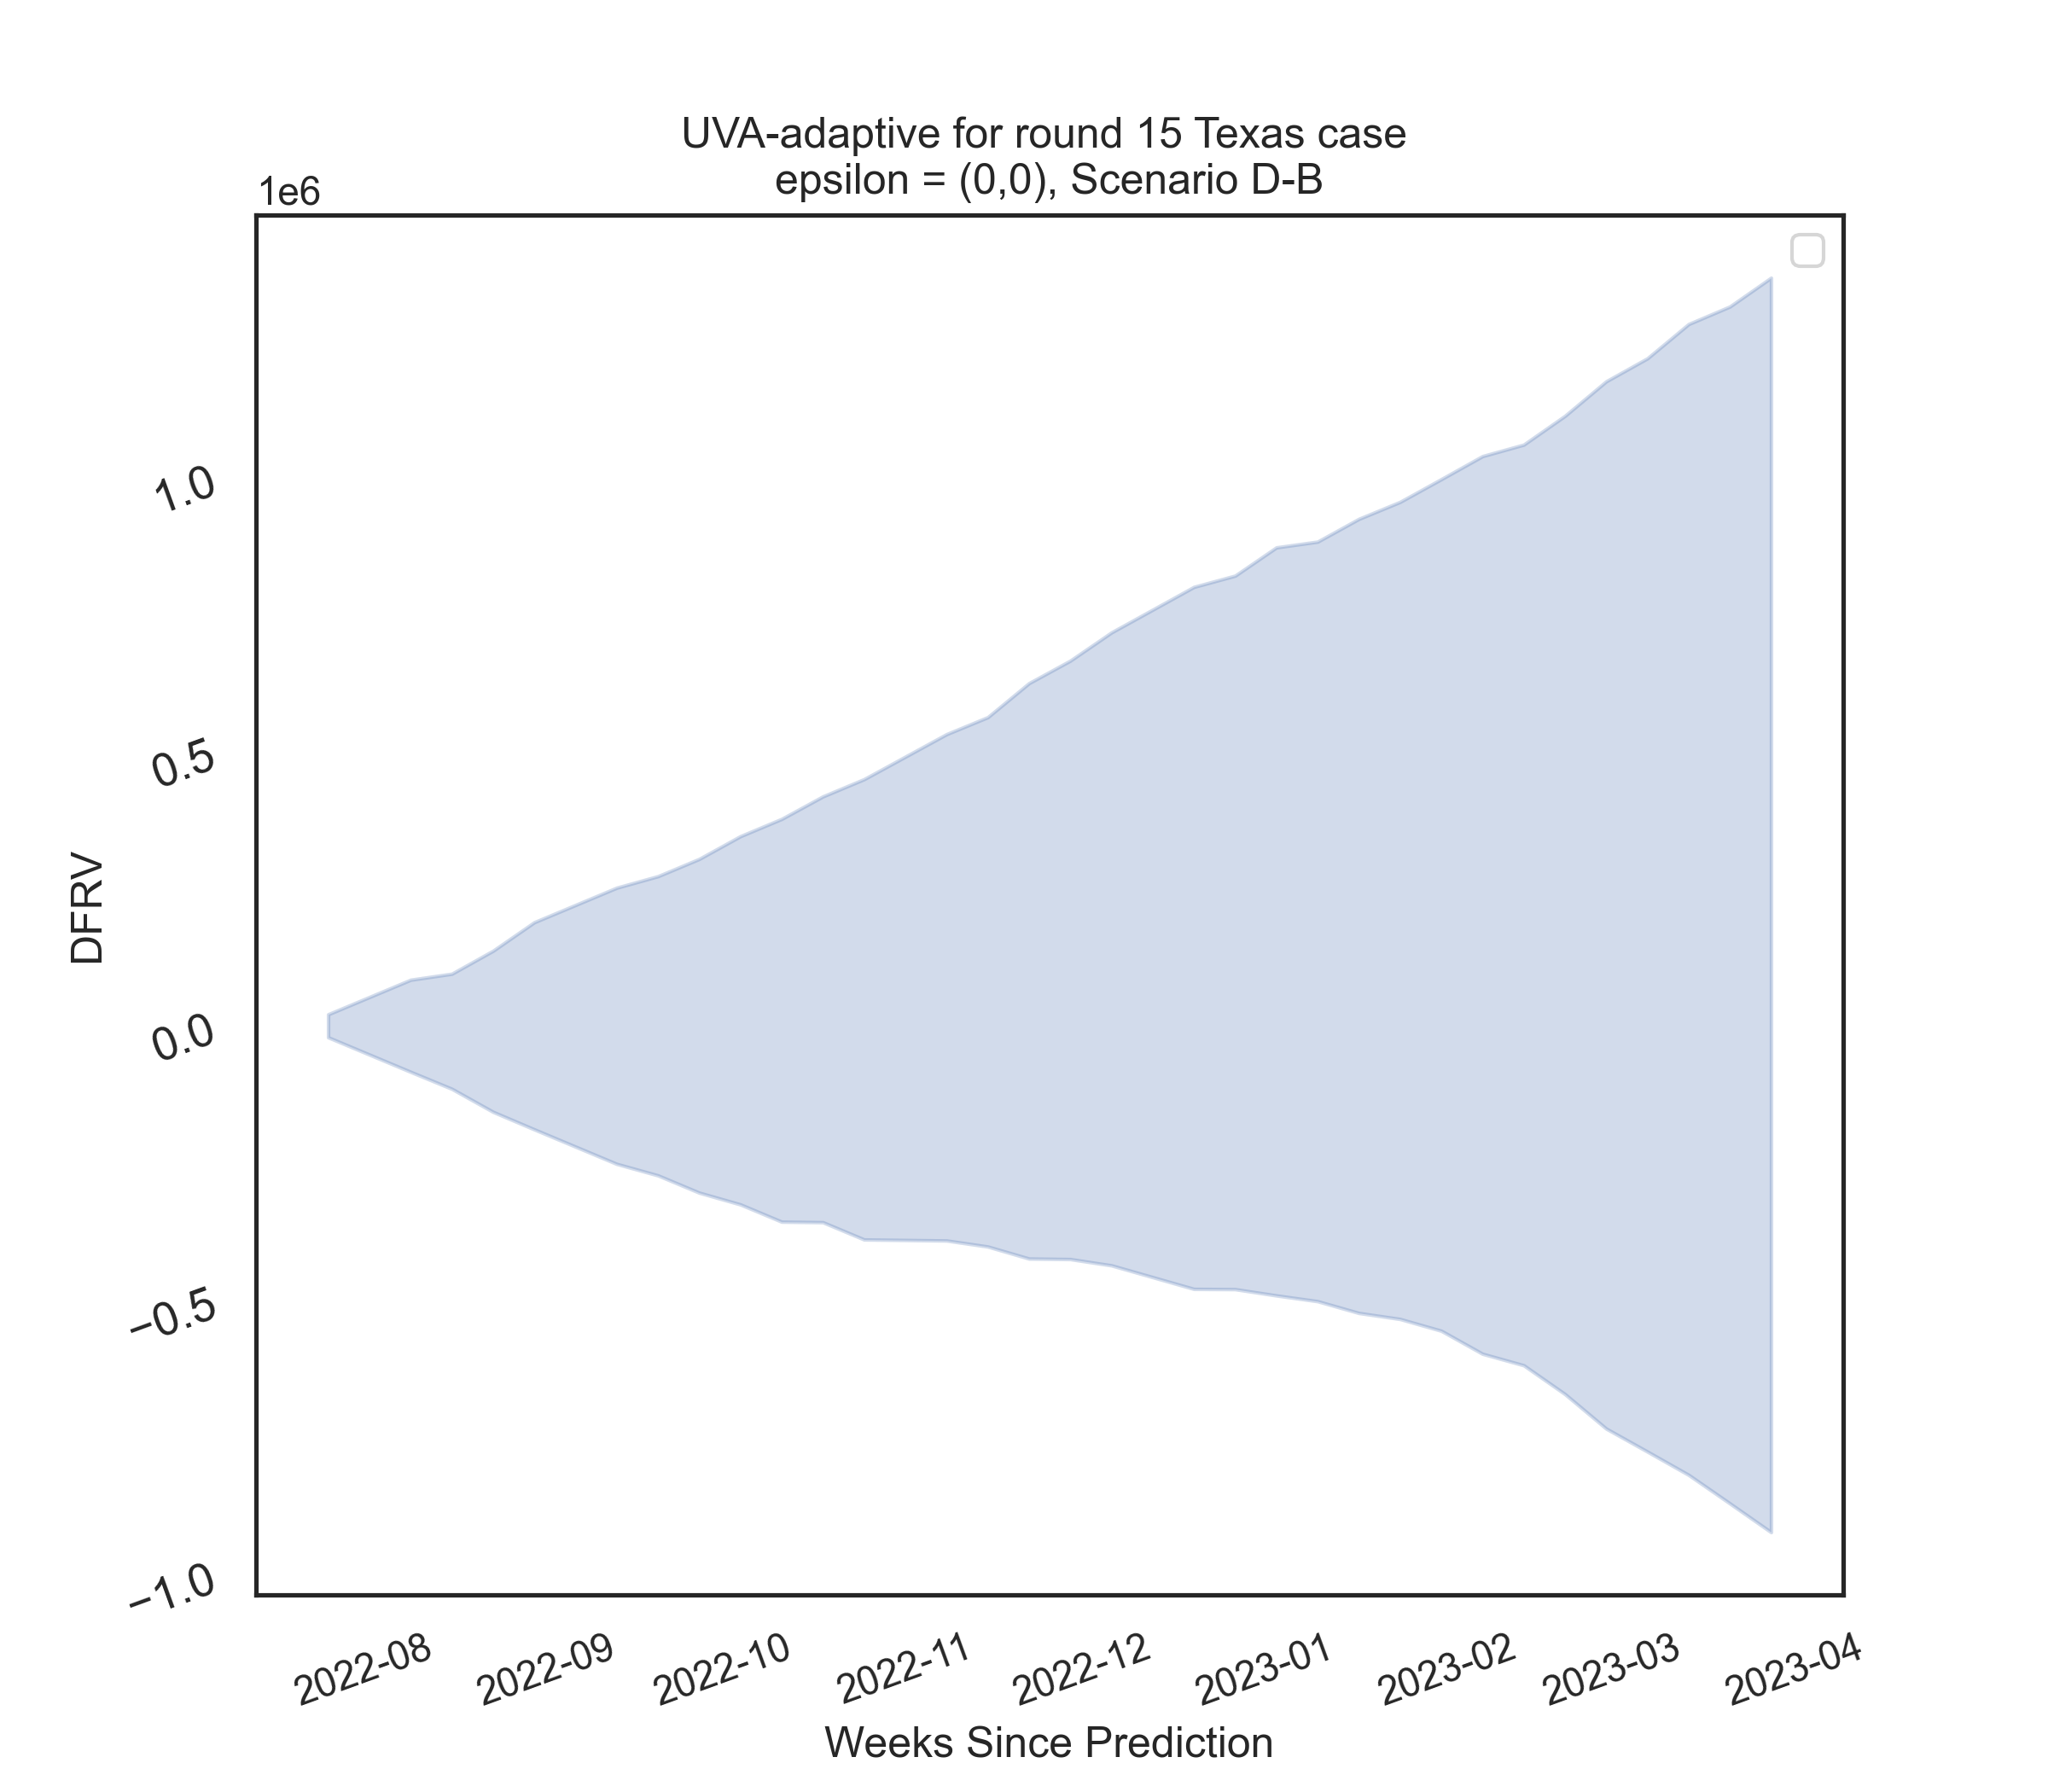 UVA-adaptive for round 15 Texas case
epsilon = (0,0), Scenario D-B
1e6
1.0
0.5
0.0
−0.5
−1.0
DFRV
2022-08
2022-09
2022-10
2022-11
2022-12
2023-01
2023-02
2023-03
2023-04
Weeks Since Prediction